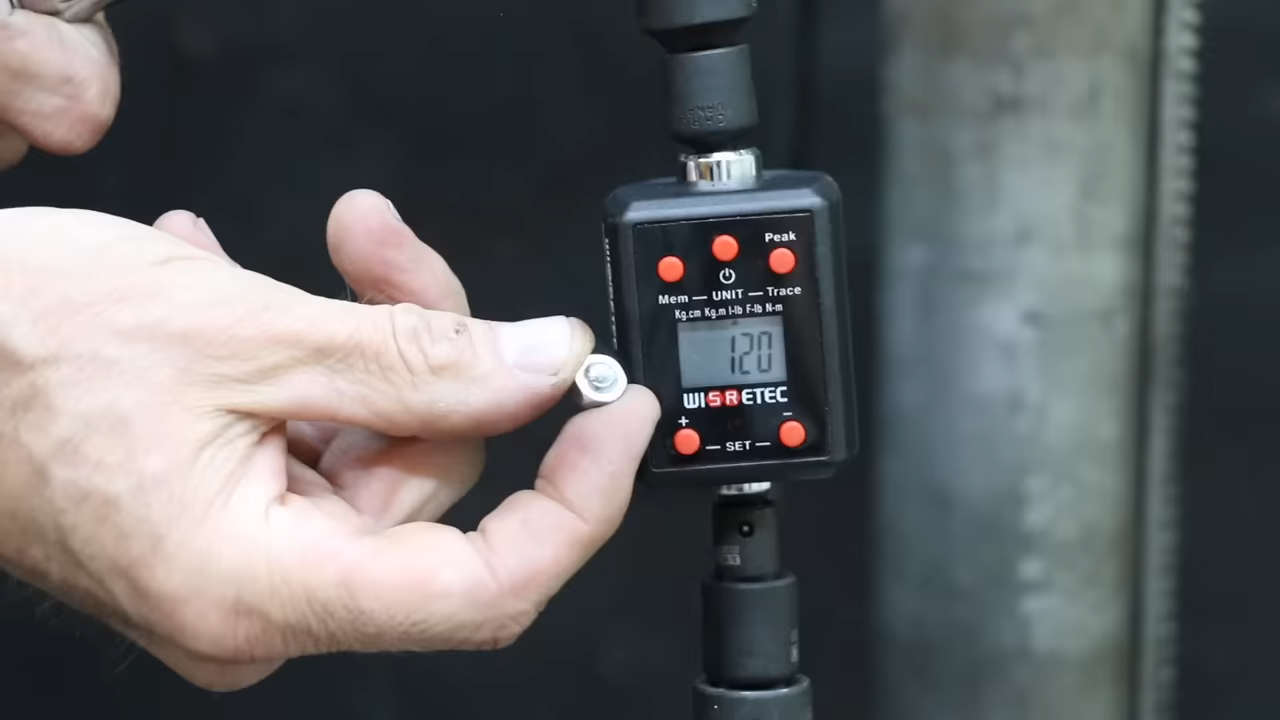 Peak
Mem — UNIT — Trace
Kg.cm Kg.m I-lb F-lb N-m
120
WISRETEC
+ -
— SET —